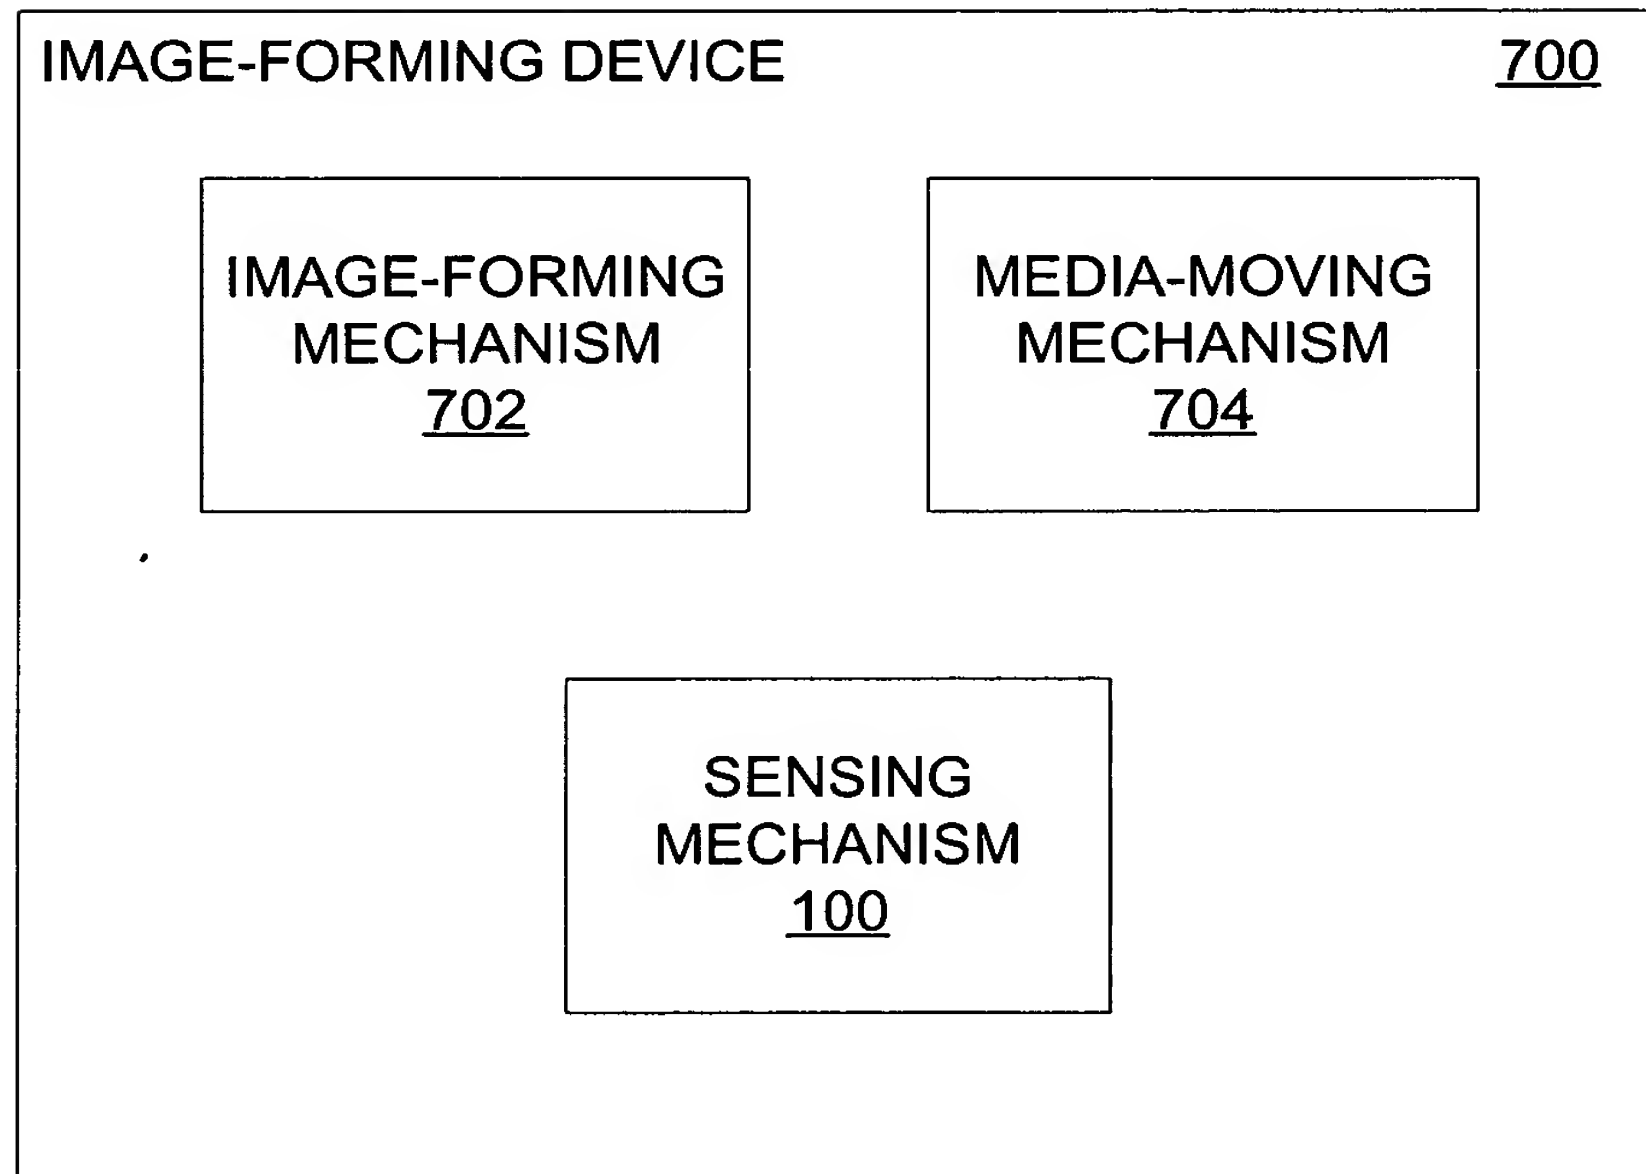 IMAGE-FORMING DEVICE 700
IMAGE-FORMING
MECHANISM
702
MEDIA-MOVING
MECHANISM
704
SENSING
MECHANISM
100